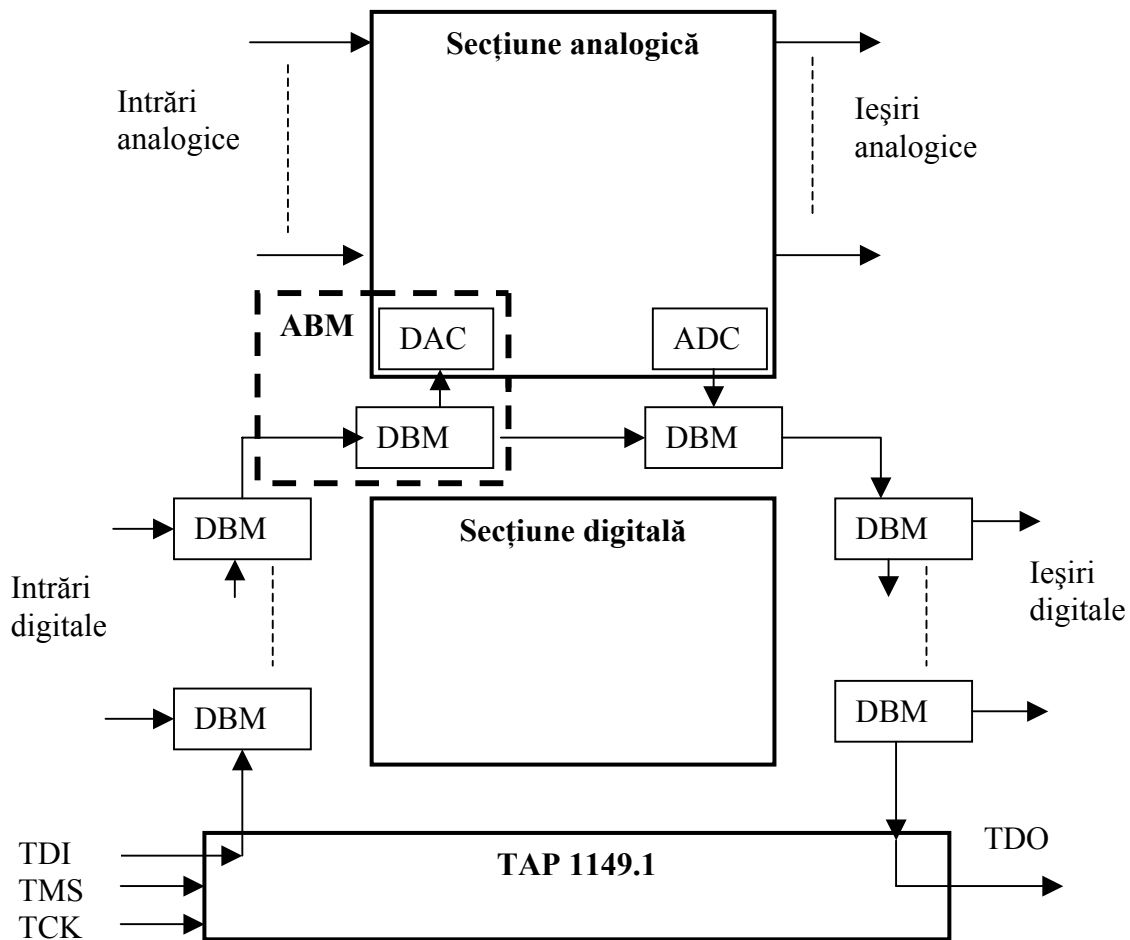 Secțiune analogică
Intrări
analogice
Ieşiri
analogice
ABM
DAC
ADC
DBM
DBM
DBM
Secțiune digitală
DBM
Intrări
digitale
Ieşiri
digitale
DBM
DBM
TDI
TMS
TCK
TAP 1149.1
TDO